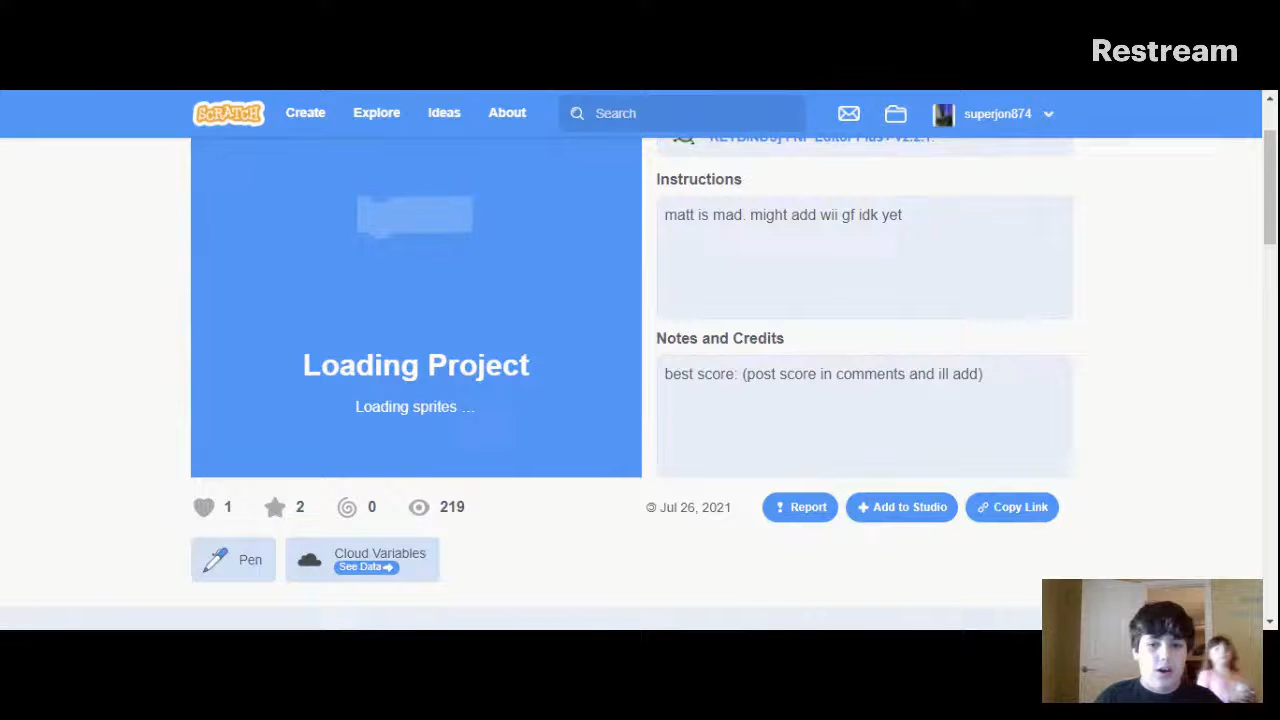 Restream
SCRATCH
Create
Explore
Ideas
About
Search
superjon874
Instructions
matt is mad. might add wii gf idk yet
Notes and Credits
best score: (post score in comments and ill add)
Loading Project
Loading sprites ...
1
2
0
219
© Jul 26, 2021
Report
Add to Studio
Copy Link
Pen
Cloud Variables
See Data